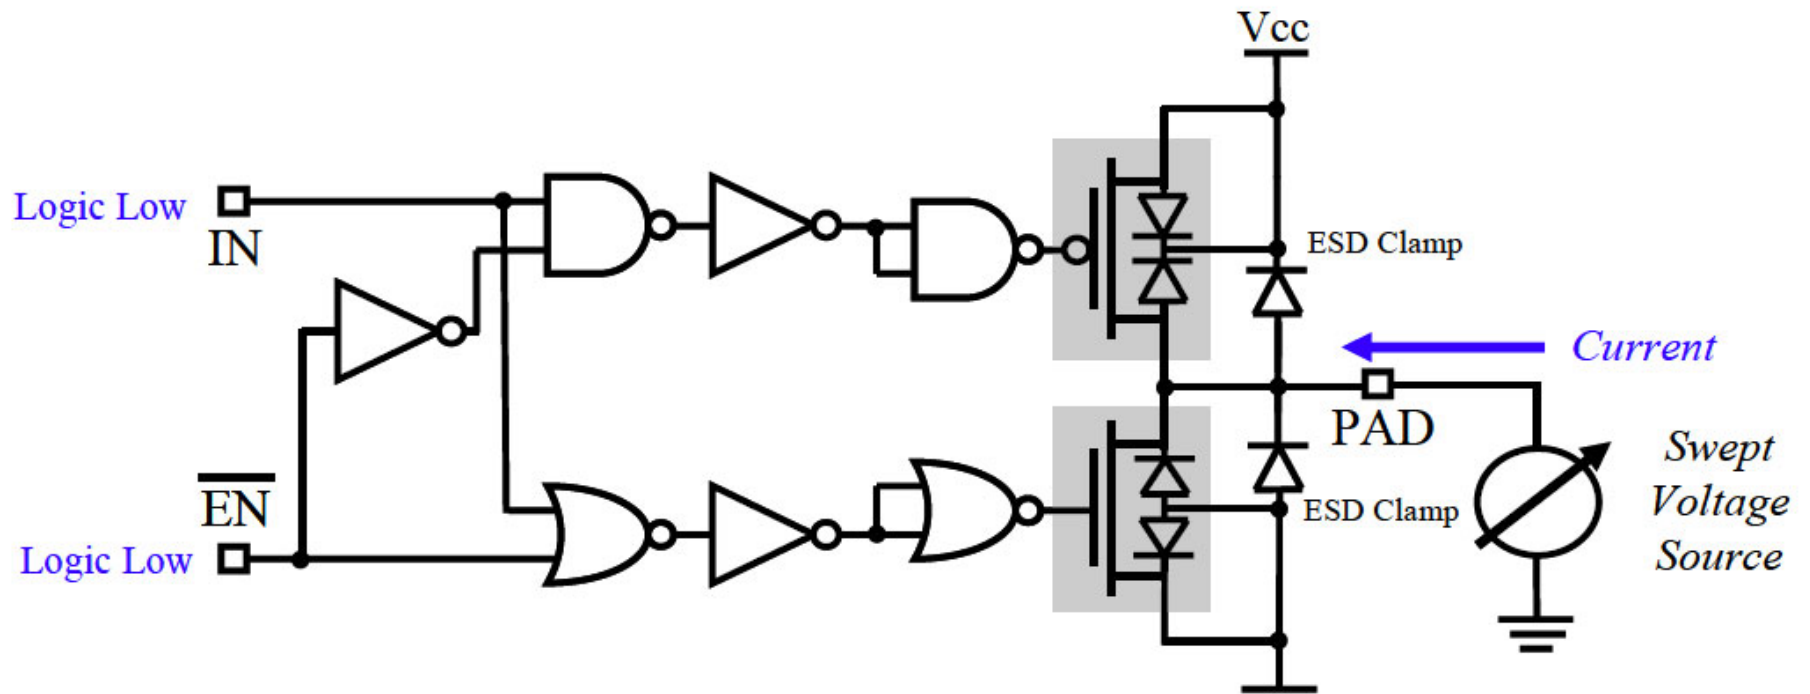 Vcc
Logic Low
IN
ESD Clamp
Current
PAD
EN
Logic Low
ESD Clamp
Swept
Voltage
Source